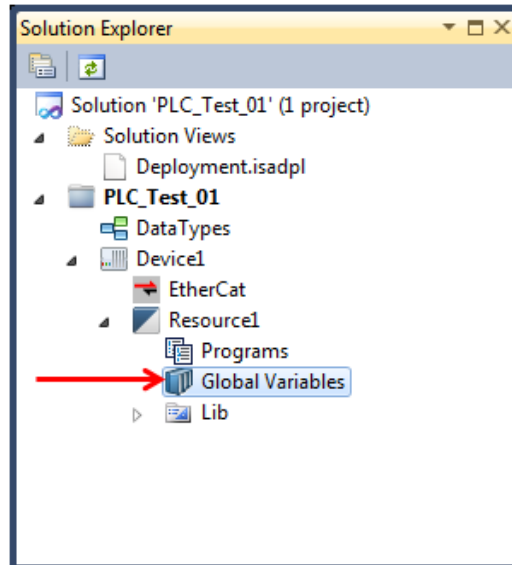 Solution Explorer
Solution 'PLC_Test_01' (1 project)
Solution Views
Deployment.isadpl
PLC_Test_01
DataTypes
Device1
EtherCat
Resource1
Programs
Global Variables
Lib